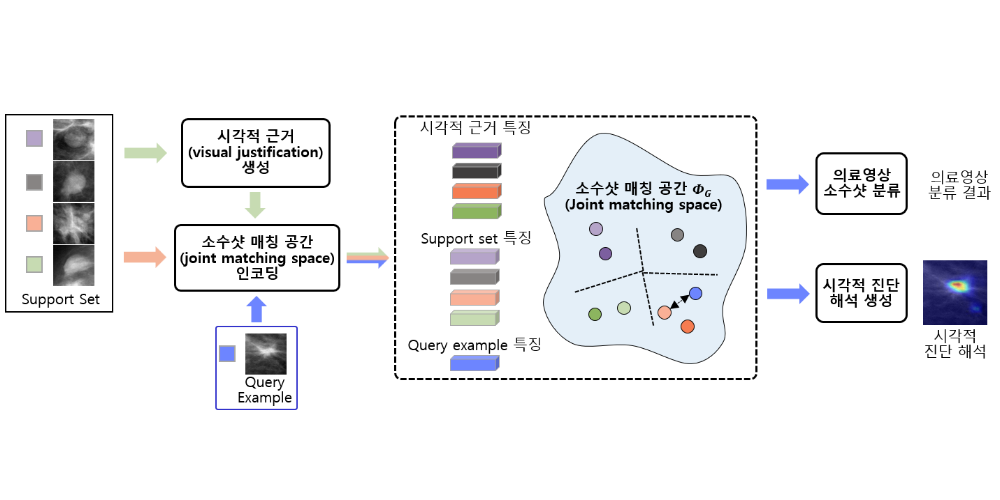 Support Set
시각적 근거
(visual justification)
생성
소수샷 매칭 공간
(joint matching space)
인코딩
Query
Example
시각적 근거 특징
Support set 특징
Query example 특징
소수샷 매칭 공간 Φ_G
(Joint matching space)
의료영상
소수샷 분류
의료영상
분류 결과
시각적 진단
해석 생성
시각적
진단 해석